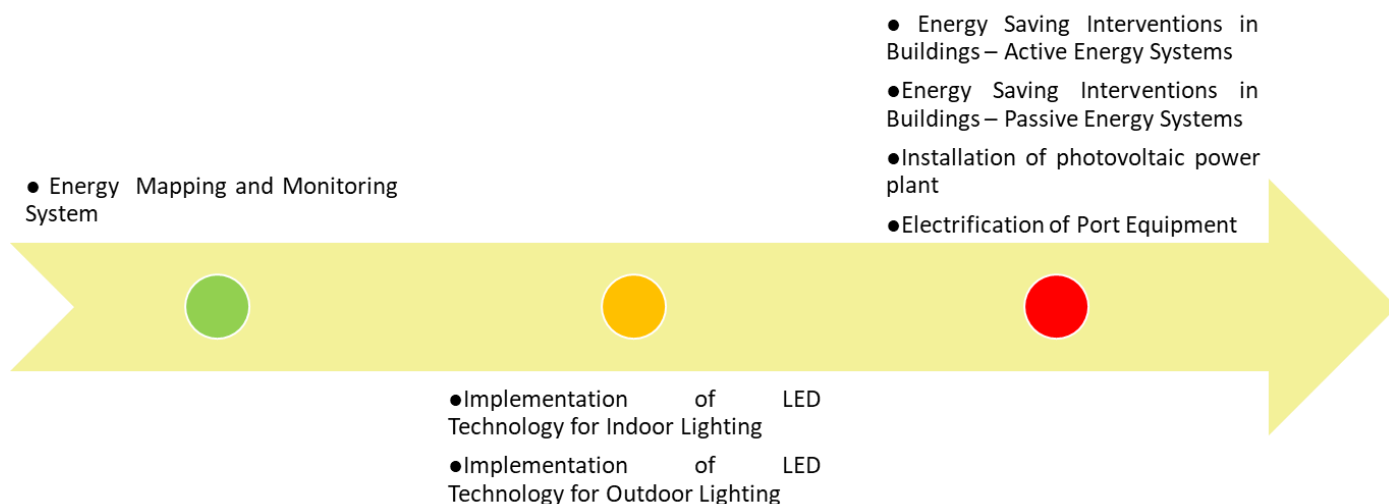 ● Energy Mapping and Monitoring
System
●Implementation of LED
Technology for Indoor Lighting
●Implementation of LED
Technology for Outdoor Lighting
● Energy Saving Interventions in
Buildings – Active Energy Systems
●Energy Saving Interventions in
Buildings – Passive Energy Systems
●Installation of photovoltaic power
plant
●Electrification of Port Equipment